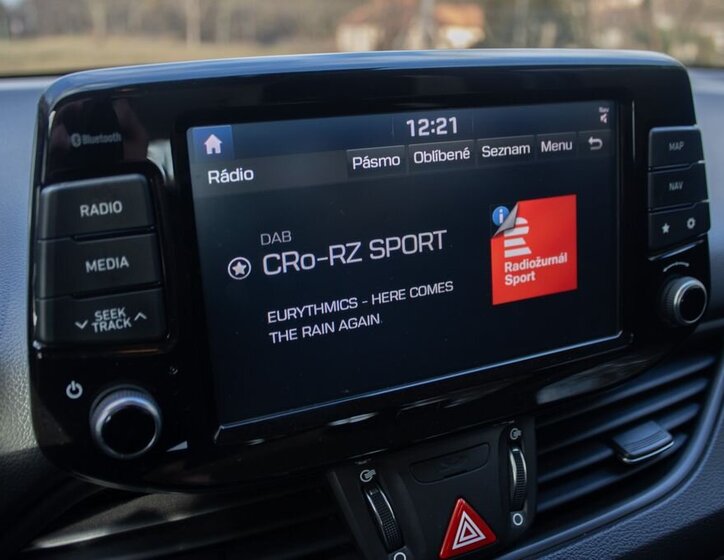 12:21
Nav
Bluetooth
Rádio
Pásmo Oblíbené Seznam Menu
RADIO
MEDIA
SEEK
TRACK
DAB
CRo-RZ SPORT
EURYTHMICS - HERE COMES
THE RAIN AGAIN
i
Radiožurnál
Sport
MAP
NAV